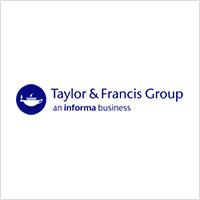 Taylor & Francis Group
an informa business